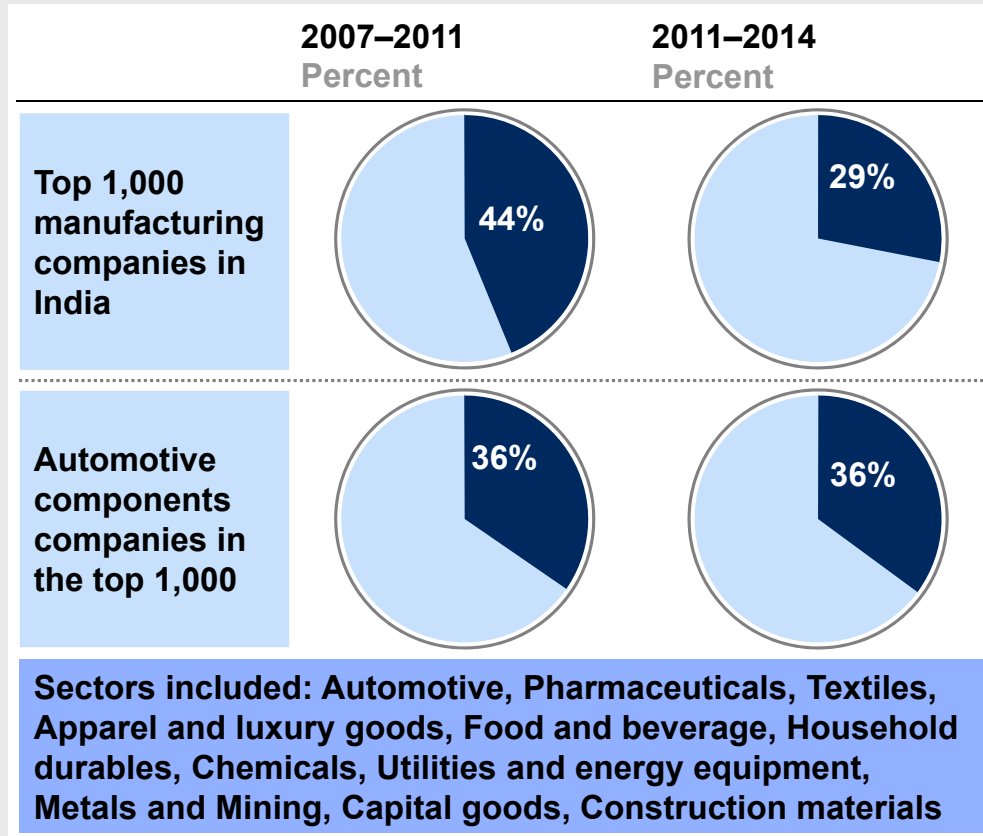 2007–2011
Percent
2011–2014
Percent
Top 1,000
manufacturing
companies in
India
44%
29%
Automotive
components
companies in
the top 1,000
36%
36%
Sectors included: Automotive, Pharmaceuticals, Textiles,
Apparel and luxury goods, Food and beverage, Household
durables, Chemicals, Utilities and energy equipment,
Metals and Mining, Capital goods, Construction materials